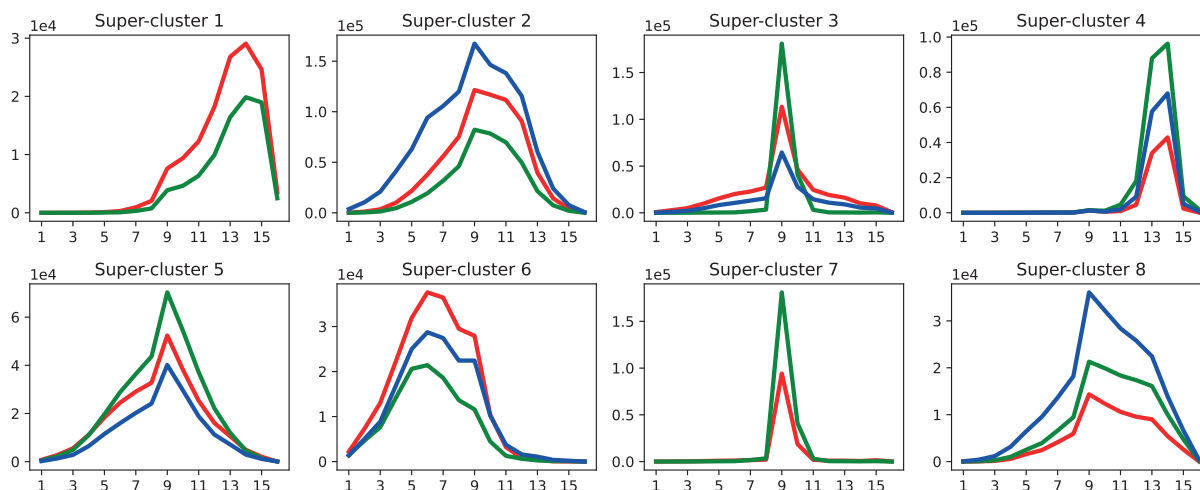 Super-cluster 1
1e4
3
2
1
0
1 3 5 7 9 11 13 15
Super-cluster 2
1e5
1.5
1.0
0.5
0.0
1 3 5 7 9 11 13 15
Super-cluster 3
1e5
1.5
1.0
0.5
0.0
1 3 5 7 9 11 13 15
Super-cluster 4
1e5
1.0
0.8
0.6
0.4
0.2
0.0
1 3 5 7 9 11 13 15
Super-cluster 5
1e4
6
4
2
0
1 3 5 7 9 11 13 15
Super-cluster 6
1e4
3
2
1
0
1 3 5 7 9 11 13 15
Super-cluster 7
1e5
1.5
1.0
0.5
0.0
1 3 5 7 9 11 13 15
Super-cluster 8
1e4
3
2
1
0
1 3 5 7 9 11 13 15